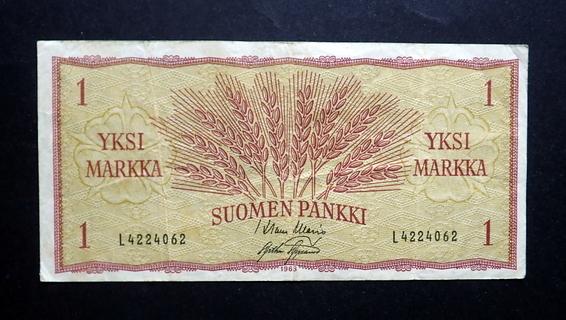 1 1
YKSI MARKKA
YKSI MARKKA
SUOMEN PANKKI
1 1
L4224062 L4224062
1963